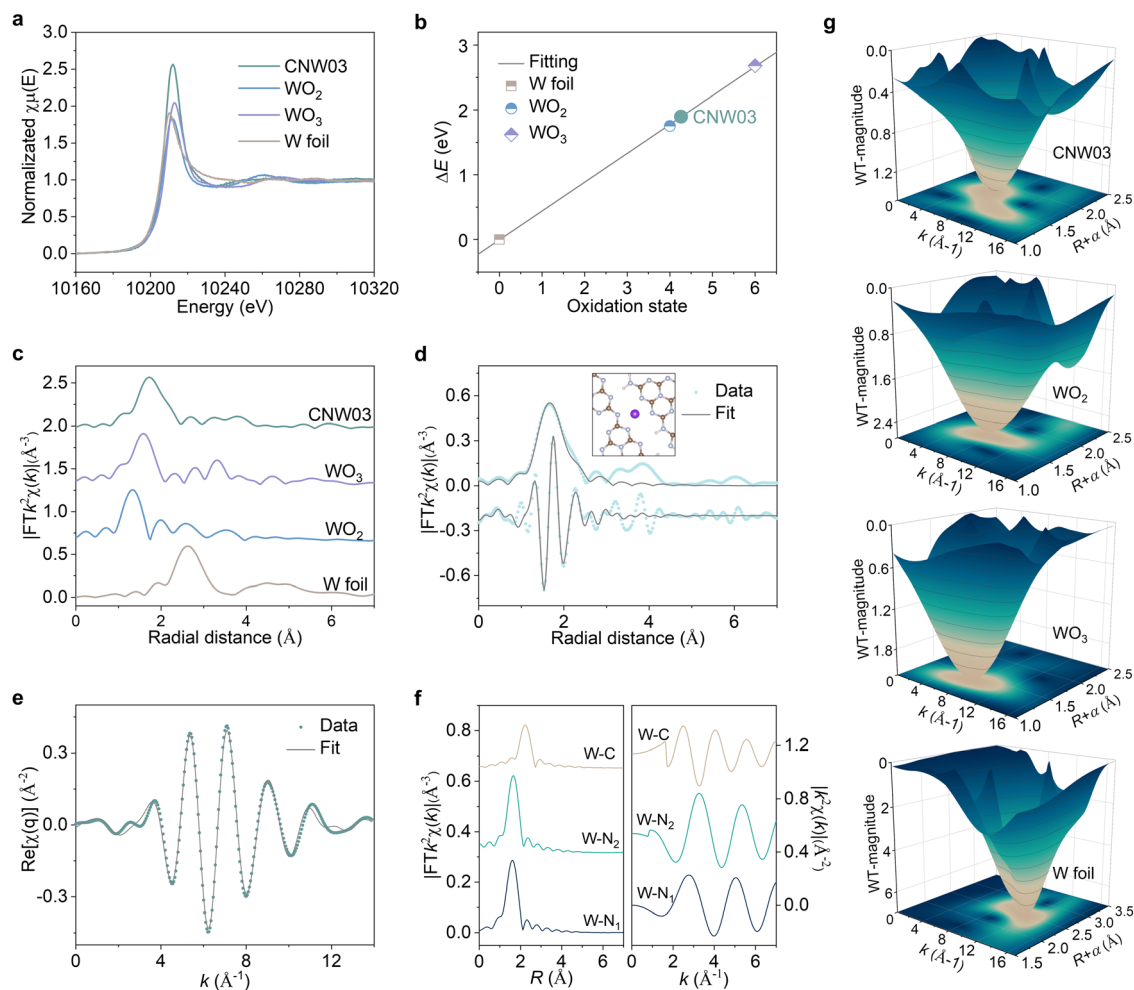 a
Normalizated χμ(E)
3.0
2.5
2.0
1.5
1.0
0.5
0.0
CNW03
WO₂
WO₃
W foil
10160 10200 10240 10280 10320
Energy (eV)
b
ΔE (eV)
3
2
1
0
Fitting
W foil
WO₂
WO₃
CNW03
0 1 2 3 4 5 6 7
Oxidation state
c
|FTk²χ(k)|(Å⁻³)
2.5
2.0
1.5
1.0
0.5
0.0
CNW03
WO₃
WO₂
W foil
0 2 4 6
Radial distance (Å)
d
|FTk²χ(k)|(Å⁻³)
0.6
0.3
0.0
-0.3
-0.6
Data
Fit
0 1 2 3 4 5 6 7
Radial distance (Å)
e
Re[χ(q)] (Å⁻²)
0.3
0.0
-0.3
Data
Fit
0 4 8 12
k (Å⁻¹)
f
|FTk²χ(k)|(Å⁻³)
0.8
0.6
0.4
0.2
0.0
W-C
W-N₂
W-N₁
0 2 4 6
R (Å)
W-C
W-N₂
W-N₁
1.2
0.8
0.4
0.0
|k²χ(k)|(Å⁻²)
0 2 4 6
k (Å⁻¹)
g
WT-magnitude
0.0
0.4
0.8
1.2
CNW03
0 4 8 12 16
k (Å-1)
1.0 1.5 2.0 2.5
R+α (Å)
WT-magnitude
0.0
0.8
1.6
2.4
WO₂
0 4 8 12 16
k (Å-1)
1.0 1.5 2.0 2.5
R+α (Å)
WT-magnitude
0.0
0.6
1.2
1.8
WO₃
0 4 8 12 16
k (Å-1)
1.0 1.5 2.0 2.5
R+α (Å)
WT-magnitude
0
2
4
6
W foil
0 4 8 12 16
k (Å-1)
1.5 2.0 2.5 3.0 3.5
R+α (Å)